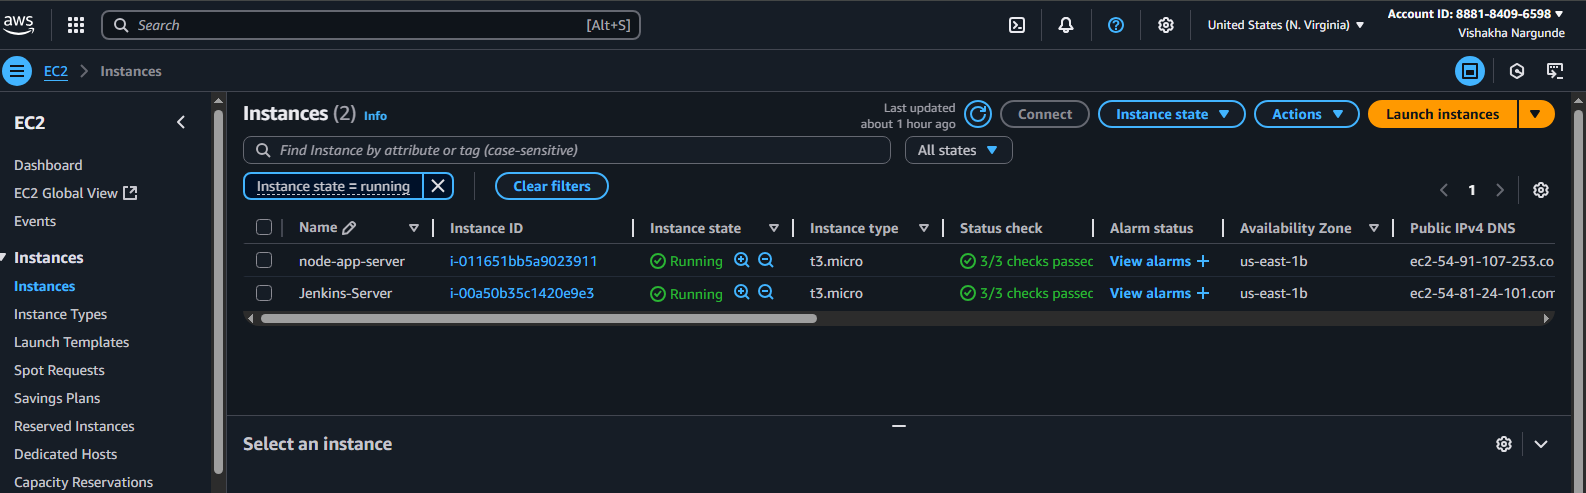 aws
Search [Alt+S]
United States (N. Virginia)
Account ID: 8881-8409-6598
Vishakha Nargunde
EC2 Instances
EC2
Dashboard
EC2 Global View
Events
Instances
Instances
Instance Types
Launch Templates
Spot Requests
Savings Plans
Reserved Instances
Dedicated Hosts
Capacity Reservations
Instances (2) Info
Last updated
about 1 hour ago
Connect Instance state Actions Launch instances
Find Instance by attribute or tag (case-sensitive) All states
Instance state = running Clear filters
1
Name Instance ID Instance state Instance type Status check Alarm status Availability Zone Public IPv4 DNS
node-app-server i-011651bb5a9023911 Running t3.micro 3/3 checks passec View alarms + us-east-1b ec2-54-91-107-253.co
Jenkins-Server i-00a50b35c1420e9e3 Running t3.micro 3/3 checks passec View alarms + us-east-1b ec2-54-81-24-101.com
Select an instance